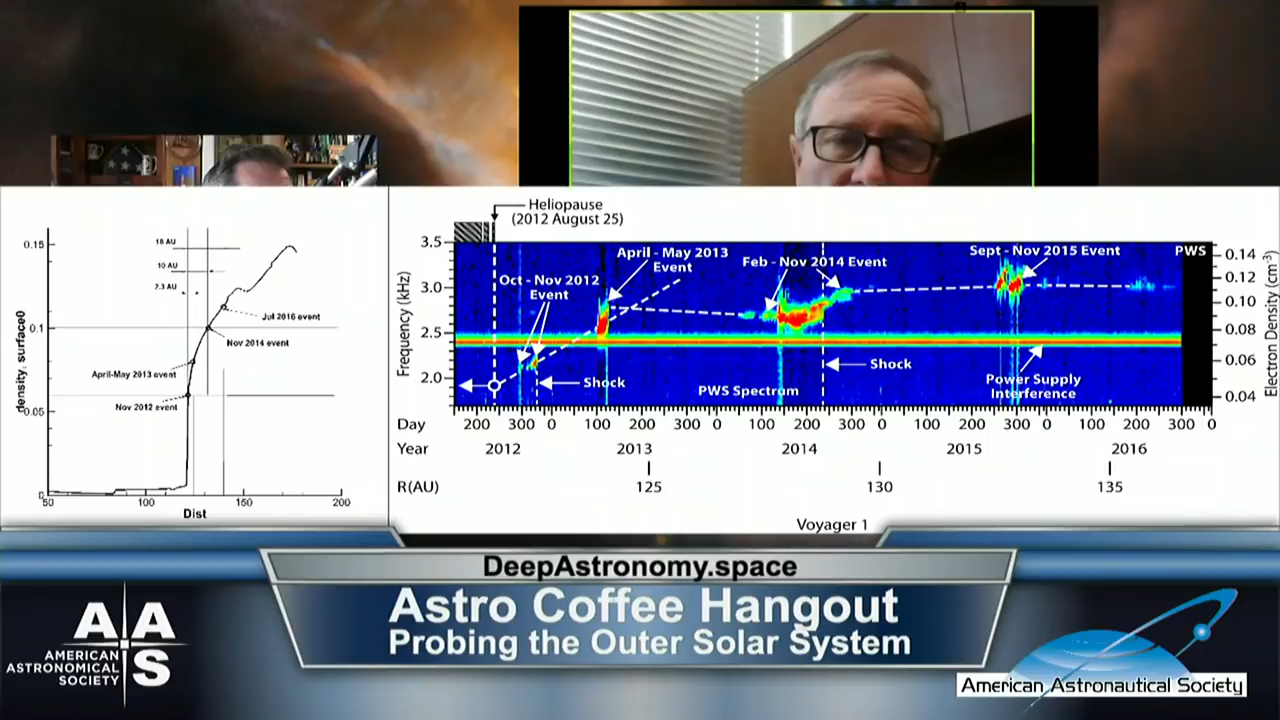 Heliopause
(2012 August 25)
0.15
0.1
0.05
0
50
100
150
200
density, surface0
Dist
18 AU
10 AU
2.3 AU
Jul 2016 event
Nov 2014 event
April-May 2013 event
Nov 2012 event
3.5
3.0
2.5
2.0
Frequency (kHz)
Oct - Nov 2012
Event
April - May 2013
Event
Feb - Nov 2014 Event
Sept - Nov 2015 Event
PWS
Shock
Shock
PWS Spectrum
Power Supply
Interference
0.14
0.12
0.10
0.08
0.06
0.04
Electron Density (cm-3)
Day 200 300 0 100 200 300 0 100 200 300 0 100 200 300 0 100 200 300 0
Year 2012 2013 2014 2015 2016
R(AU) 125 130 135
Voyager 1
DeepAstronomy.space
Astro Coffee Hangout
Probing the Outer Solar System
AAS
AMERICAN
ASTRONOMICAL
SOCIETY
American Astronautical Society